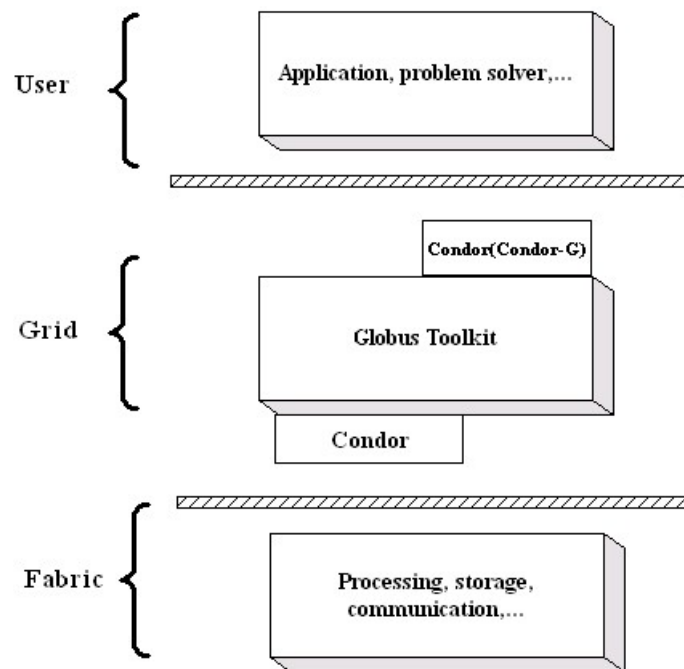 User
Application, problem solver,...
Condor(Condor-G)
Grid
Globus Toolkit
Condor
Fabric
Processing, storage,
communication,...